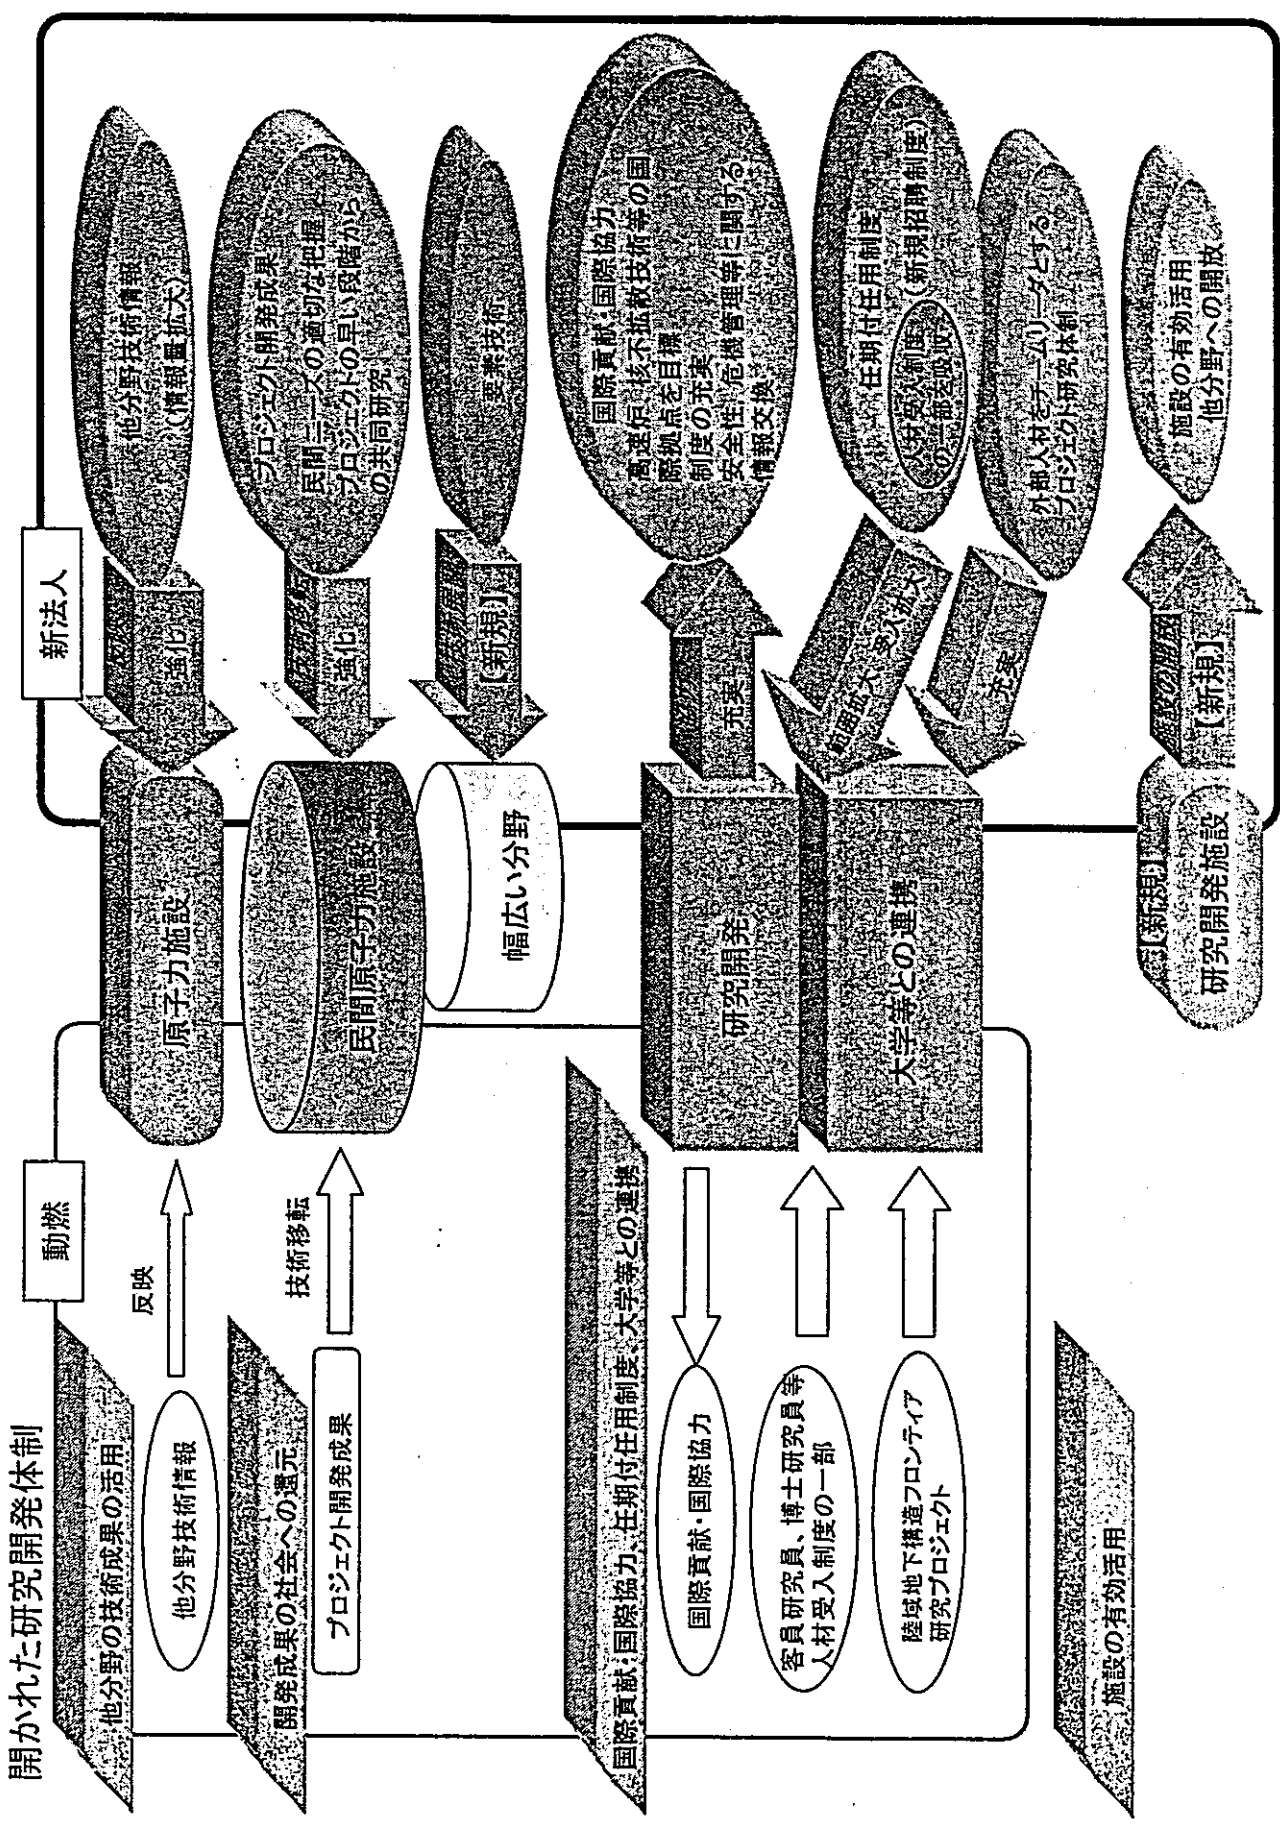 開かれた研究開発体制
動燃
新法人
他分野の技術成果の活用
他分野技術情報
反映
原子力施設
強化
他分野技術情報
(情報量拡大)
開発成果の社会への還元
プロジェクト開発成果
技術移転
民間原子力施設
技術移転
強化
プロジェクト開発成果
民間ニーズの適切な把握
プロジェクトの早い段階から
の共同研究
幅広い分野
技術展開
【新規】
要素技術
国際貢献・国際協力、任期付任用制度、大学等との連携
国際貢献・国際協力
研究開発
充実
国際貢献・国際協力
高速炉、核不拡散技術等の国
際拠点を目標
制度の充実
安全性、危機管理等に関する
情報交換
客員研究員、博士研究員等
人材受入制度の一部
大学等との連携
範囲拡大 受入拡大
任期付任用制度
人材受入制度(新規招聘制度)
の一部を吸収
陸域地下構造フロンティア
研究プロジェクト
充実
外部人材をチームリーダとする
プロジェクト研究体制
施設の有効活用
【新規】
研究開発施設
施設の開放
【新規】
施設の有効活用
他分野への開放